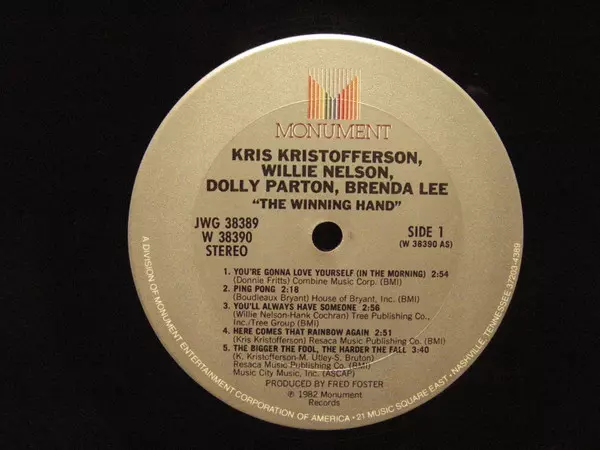 MONUMENT
KRIS KRISTOFFERSON,
WILLIE NELSON,
DOLLY PARTON, BRENDA LEE
"THE WINNING HAND"
JWG 38389
W 38390
STEREO
SIDE 1
(W 38390 AS)
1. YOU'RE GONNA LOVE YOURSELF (IN THE MORNING) 2:54
(Donnie Fritts) Combine Music Corp. (BMI)
2. PING PONG 2:18
(Boudleaux Bryant) House of Bryant, Inc. (BMI)
3. YOU'LL ALWAYS HAVE SOMEONE 2:56
(Willie Nelson-Hank Cochran) Tree Publishing Co.,
Inc./Tree Group (BMI)
4. HERE COMES THAT RAINBOW AGAIN 2:51
(Kris Kristofferson) Resaca Music Publishing Co. (BMI)
5. THE BIGGER THE FOOL, THE HARDER THE FALL 3:40
(K. Kristofferson-M. Utley-S. Bruton)
Resaca Music Publishing Co. (BMI)
Music City Music, Inc. (ASCAP)
PRODUCED BY FRED FOSTER
℗ 1982 Monument
Records
A DIVISION OF MONUMENT ENTERTAINMENT CORPORATION OF AMERICA • 21 MUSIC SQUARE EAST • NASHVILLE, TENNESSEE 37203-4389